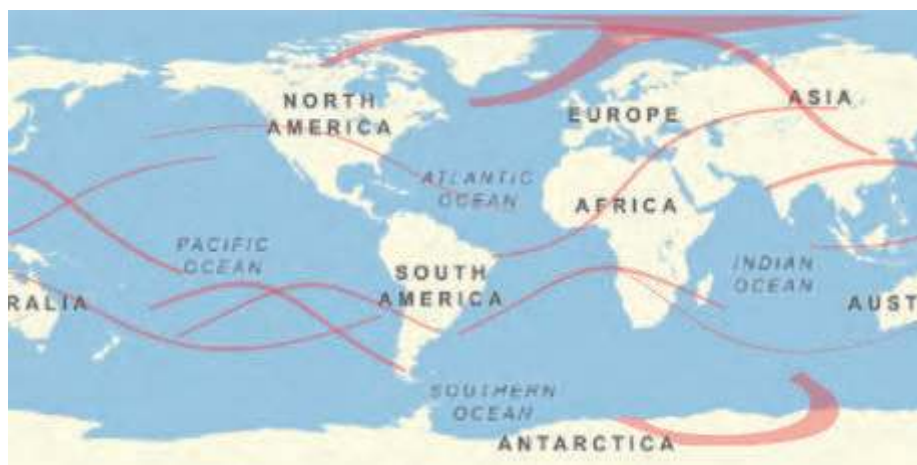 NORTH
AMERICA
EUROPE
ASIA
ATLANTIC
OCEAN
AFRICA
PACIFIC
OCEAN
SOUTH
AMERICA
INDIAN
OCEAN
RALIA
AUST
SOUTHERN
OCEAN
ANTARCTICA